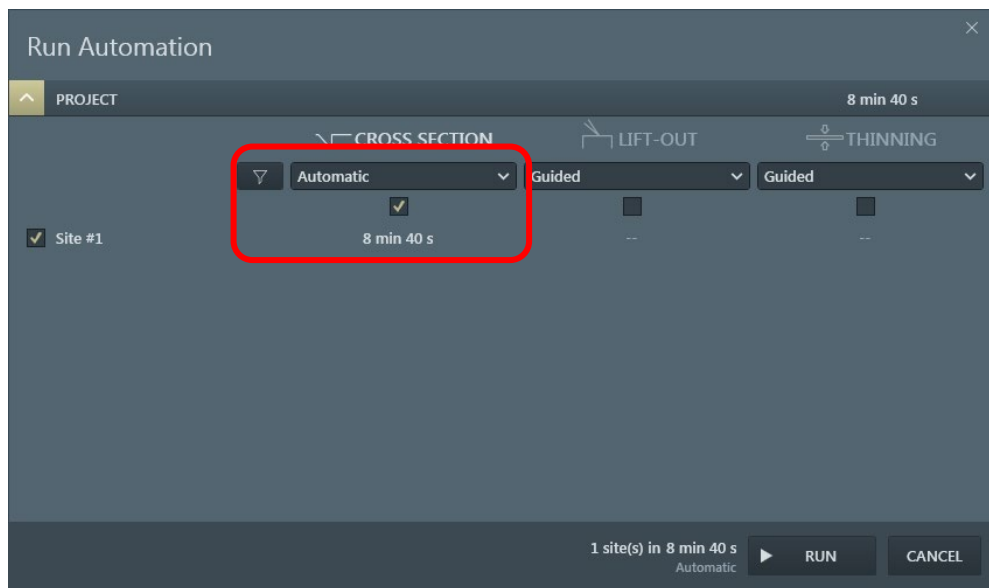 Run Automation
PROJECT 8 min 40 s
CROSS SECTION LIFT-OUT THINNING
Automatic Guided Guided
Site #1 8 min 40 s -- --
1 site(s) in 8 min 40 s
Automatic
RUN CANCEL